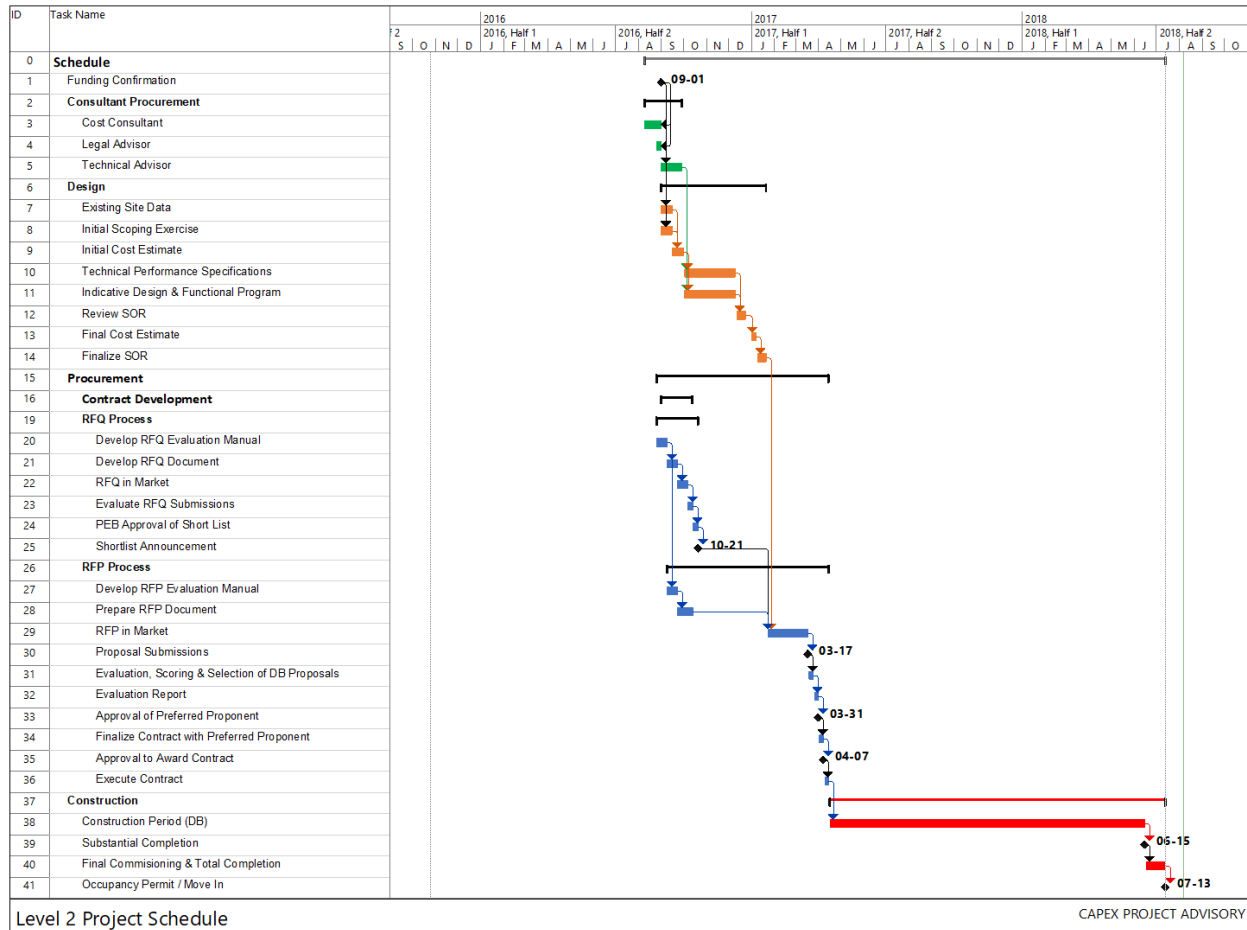 ID Task Name
2016 2017 2018
f 2 2016, Half 1 2016, Half 2 2017, Half 1 2017, Half 2 2018, Half 1 2018, Half 2
S O N D J F M A M J J A S O N D J F M A M J J A S O N D J F M A M J J A S O
0 Schedule
1 Funding Confirmation 09-01
2 Consultant Procurement
3 Cost Consultant
4 Legal Advisor
5 Technical Advisor
6 Design
7 Existing Site Data
8 Initial Scoping Exercise
9 Initial Cost Estimate
10 Technical Performance Specifications
11 Indicative Design & Functional Program
12 Review SOR
13 Final Cost Estimate
14 Finalize SOR
15 Procurement
16 Contract Development
19 RFQ Process
20 Develop RFQ Evaluation Manual
21 Develop RFQ Document
22 RFQ in Market
23 Evaluate RFQ Submissions
24 PEB Approval of Short List
25 Shortlist Announcement 10-21
26 RFP Process
27 Develop RFP Evaluation Manual
28 Prepare RFP Document
29 RFP in Market
30 Proposal Submissions 03-17
31 Evaluation, Scoring & Selection of DB Proposals
32 Evaluation Report
33 Approval of Preferred Proponent 03-31
34 Finalize Contract with Preferred Proponent
35 Approval to Award Contract 04-07
36 Execute Contract
37 Construction
38 Construction Period (DB)
39 Substantial Completion 06-15
40 Final Commisioning & Total Completion
41 Occupancy Permit / Move In 07-13
Level 2 Project Schedule CAPEX PROJECT ADVISORY